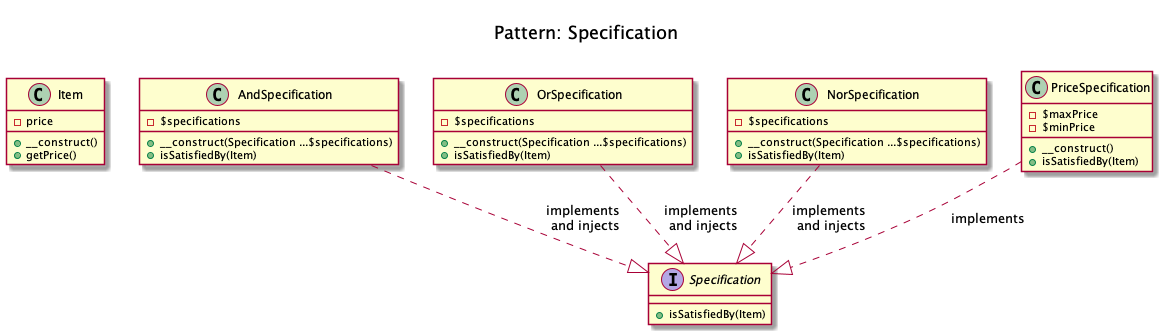 Pattern: Specification
C Item
price
__construct()
getPrice()
C AndSpecification
$specifications
__construct(Specification ...$specifications)
isSatisfiedBy(Item)
C OrSpecification
$specifications
__construct(Specification ...$specifications)
isSatisfiedBy(Item)
C NorSpecification
$specifications
__construct(Specification ...$specifications)
isSatisfiedBy(Item)
C PriceSpecification
$maxPrice
$minPrice
__construct()
isSatisfiedBy(Item)
implements
and injects
implements
and injects
implements
and injects
implements
I Specification
isSatisfiedBy(Item)